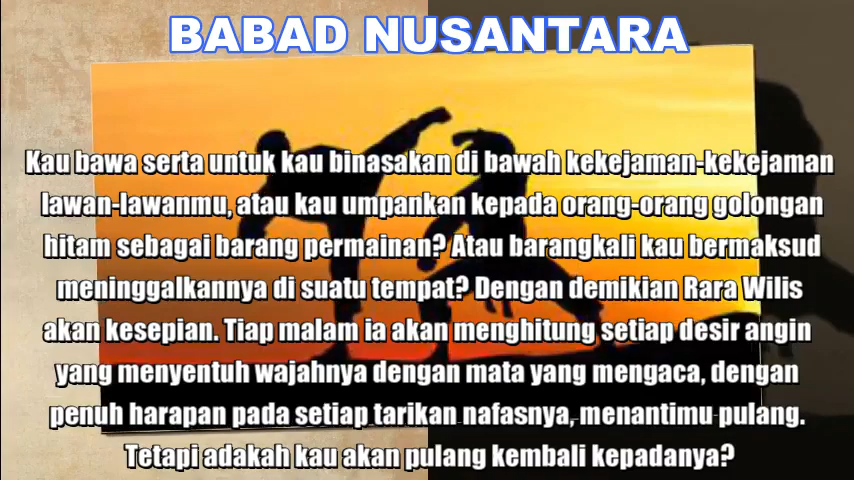 BABAD NUSANTARA
Kau bawa serta untuk kau binasakan di bawah kekejaman-kekejaman
lawan-lawanmu, atau kau umpankan kepada orang-orang golongan
hitam sebagai barang permainan? Atau barangkali kau bermaksud
meninggalkannya di suatu tempat? Dengan demikian Rara Wilis
akan kesepian. Tiap malam ia akan menghitung setiap desir angin
yang menyentuh wajahnya dengan mata yang mengaca, dengan
penuh harapan pada setiap tarikan nafasnya, menantimu pulang.
Tetapi adakah kau akan pulang kembali kepadanya?